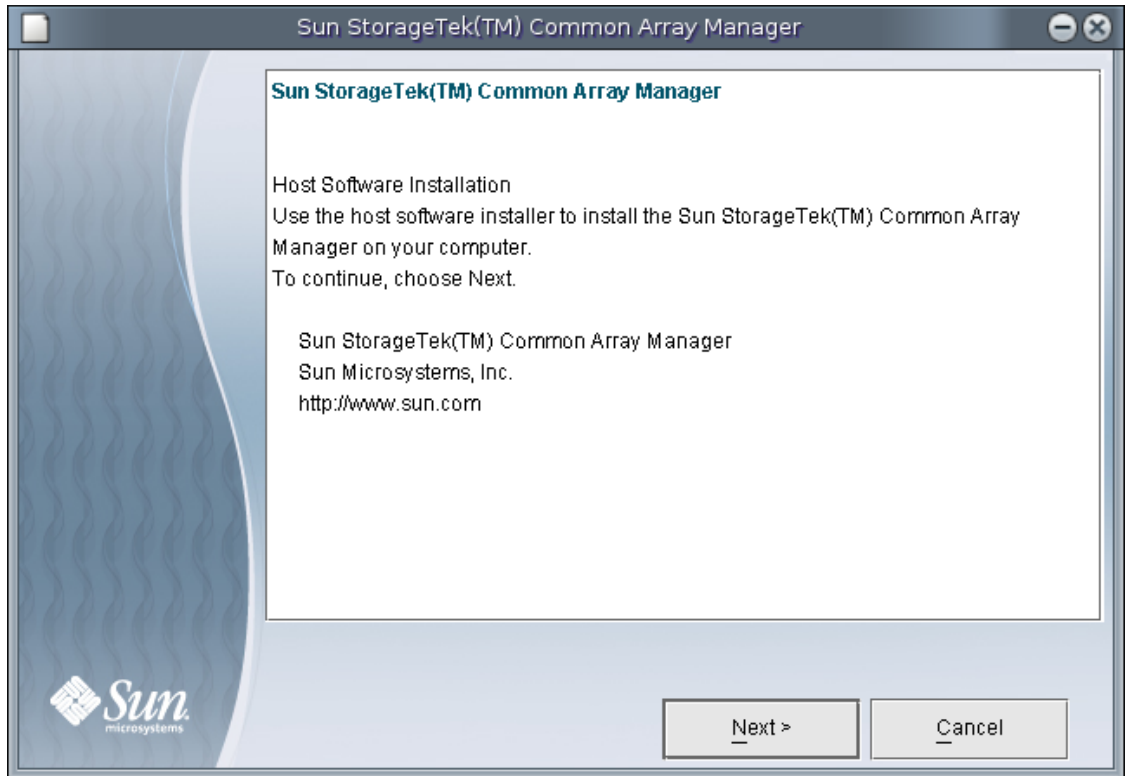 Sun StorageTek(TM) Common Array Manager
Sun StorageTek(TM) Common Array Manager
Host Software Installation
Use the host software installer to install the Sun StorageTek(TM) Common Array
Manager on your computer.
To continue, choose Next.
Sun StorageTek(TM) Common Array Manager
Sun Microsystems, Inc.
http://www.sun.com
Sun
microsystems
Next >
Cancel